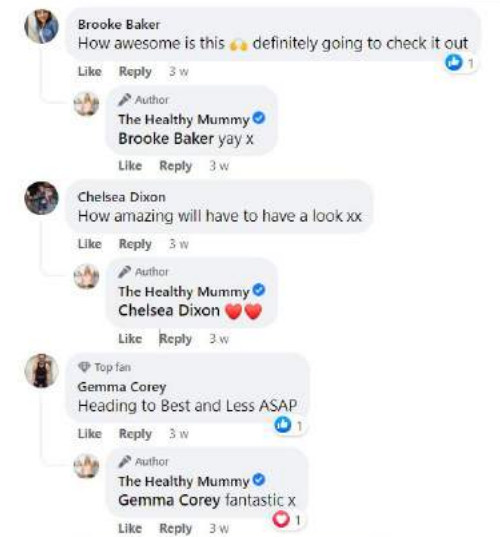 Brooke Baker
How awesome is this 🙌 definitely going to check it out
1
Like Reply 3 w
Author
The Healthy Mummy
Brooke Baker yay x
Like Reply 3 w
Chelsea Dixon
How amazing will have to have a look xx
Like Reply 3 w
Author
The Healthy Mummy
Chelsea Dixon ❤️❤️
Like Reply 3 w
Top fan
Gemma Corey
Heading to Best and Less ASAP
1
Like Reply 3 w
Author
The Healthy Mummy
Gemma Corey fantastic x
1
Like Reply 3 w